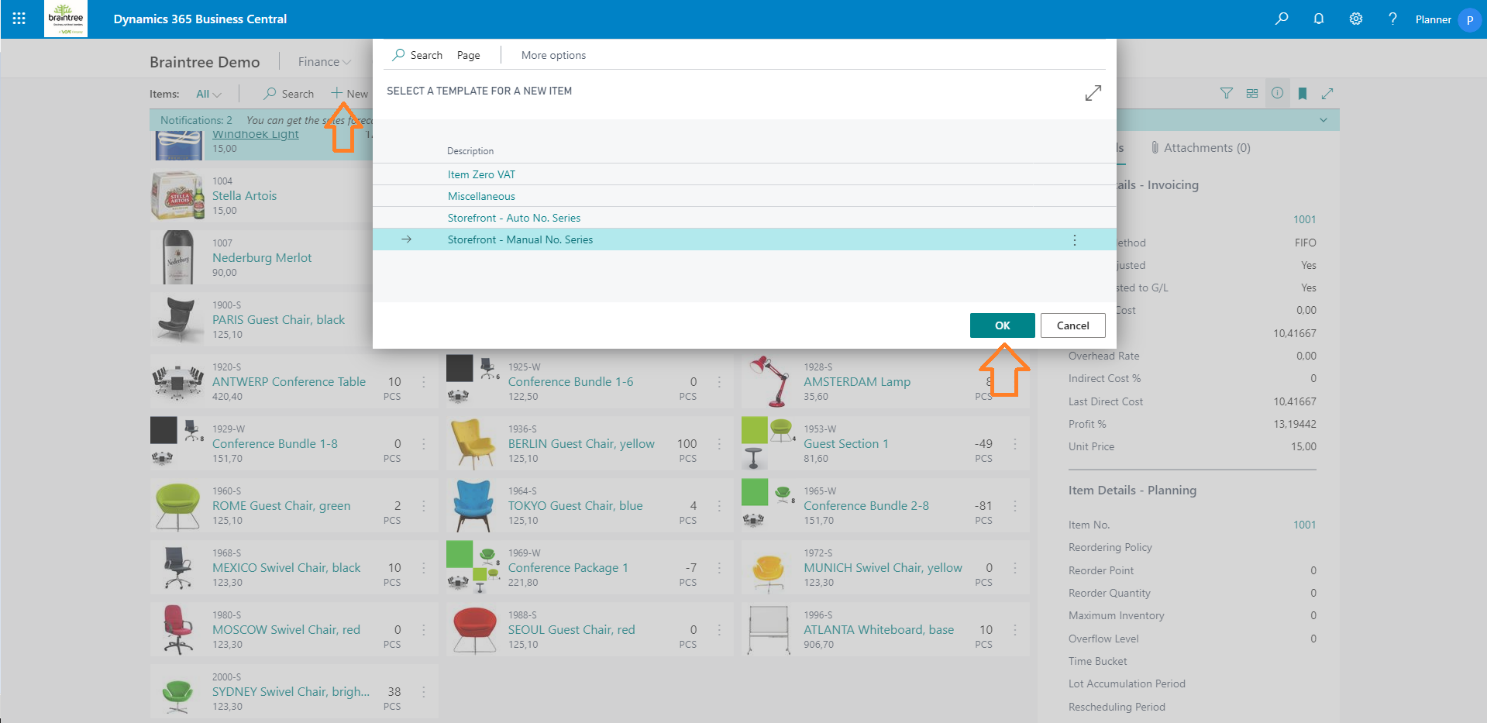 braintree
Dynamics 365 Business Central
Planner
P
Search Page More options
Braintree Demo Finance
Items: All Search + New
SELECT A TEMPLATE FOR A NEW ITEM
Notifications: 2 You can get the sales foreca
Description
Item Zero VAT
Miscellaneous
Storefront - Auto No. Series
Storefront - Manual No. Series
OK Cancel
Windhoek Light
15,00
1004
Stella Artois
15,00
1007
Nederburg Merlot
90,00
1900-S
PARIS Guest Chair, black
125,10
1920-S
ANTWERP Conference Table 10
420,40 PCS
1925-W
Conference Bundle 1-6 0
122,50 PCS
1928-S
AMSTERDAM Lamp 8
35,60 PCS
1929-W
Conference Bundle 1-8 0
151,70 PCS
1936-S
BERLIN Guest Chair, yellow 100
125,10 PCS
1953-W
Guest Section 1 -49
81,60 PCS
1960-S
ROME Guest Chair, green 2
125,10 PCS
1964-S
TOKYO Guest Chair, blue 4
125,10 PCS
1965-W
Conference Bundle 2-8 -81
151,70 PCS
1968-S
MEXICO Swivel Chair, black 10
123,30 PCS
1969-W
Conference Package 1 -7
221,80 PCS
1972-S
MUNICH Swivel Chair, yellow 0
123,30 PCS
1980-S
MOSCOW Swivel Chair, red 0
123,30 PCS
1988-S
SEOUL Guest Chair, red 0
125,10 PCS
1996-S
ATLANTA Whiteboard, base 10
906,70 PCS
2000-S
SYDNEY Swivel Chair, brigh... 38
123,30 PCS
ls Attachments (0)
ails - Invoicing
1001
ethod FIFO
justed Yes
sted to G/L Yes
Cost 0,00
10,41667
Overhead Rate 0,00
Indirect Cost % 0
Last Direct Cost 10,41667
Profit % 13.19442
Unit Price 15,00
Item Details - Planning
Item No. 1001
Reordering Policy
Reorder Point 0
Reorder Quantity 0
Maximum Inventory 0
Overflow Level 0
Time Bucket
Lot Accumulation Period
Rescheduling Period